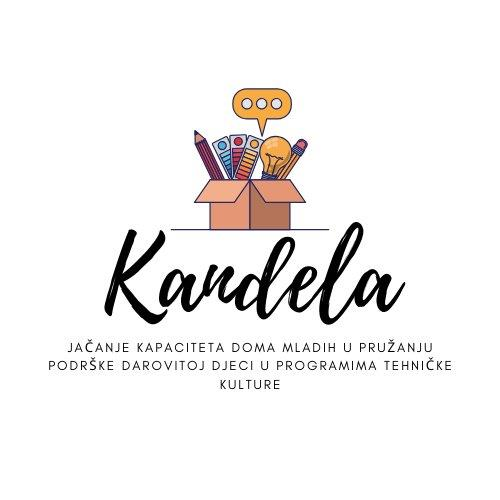 Kandela
JAČANJE KAPACITETA DOMA MLADIH U PRUŽANJU
PODRŠKE DAROVITOJ DJECI U PROGRAMIMA TEHNIČKE
KULTURE